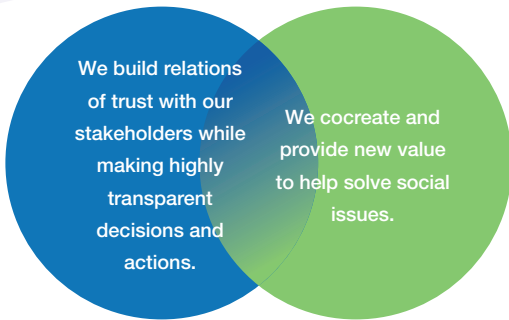 We build relations
of trust with our
stakeholders while
making highly
transparent
decisions and
actions.
We cocreate and
provide new value
to help solve social
issues.